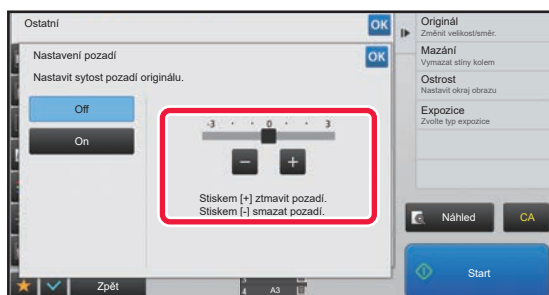 Ostatní
OK
Nastavení pozadí
OK
Nastavit sytost pozadí originálu.
Off
On
-3 · · 0 · · 3
− +
Stiskem [+] ztmavit pozadí.
Stiskem [-] smazat pozadí.
Zpět
A3
Originál
Změnit velikost/směr.
Mazání
Vymazat stíny kolem
Ostrost
Nastavit okraj obrazu
Expozice
Zvolte typ expozice
Náhled
CA
Start